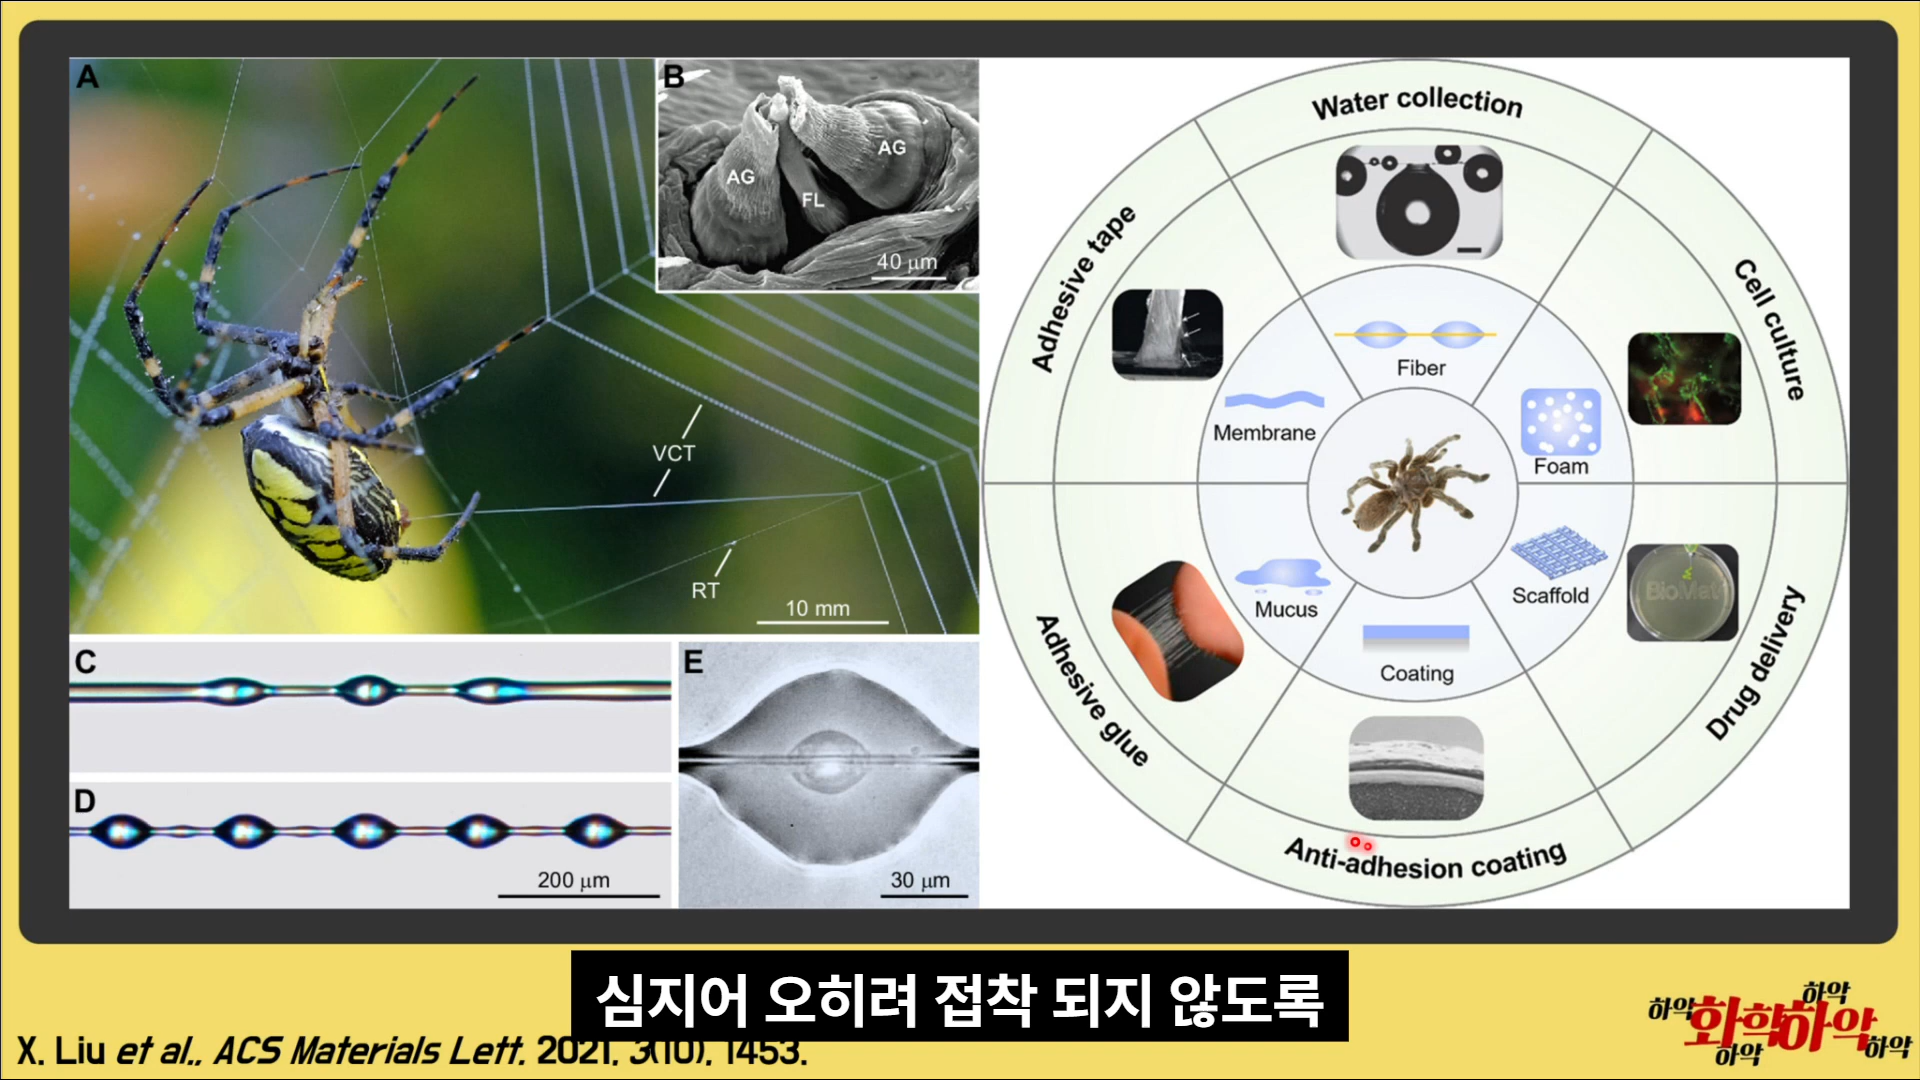 A
VCT
RT
10 mm
B
AG
AG
FL
40 μm
C
D
200 μm
E
30 μm
Water collection
Cell culture
Drug delivery
Anti-adhesion coating
Adhesive glue
Adhesive tape
Fiber
Foam
Scaffold
Coating
Mucus
Membrane
BioMat
심지어 오히려 접착 되지 않도록
X. Liu et al., ACS Materials Lett. 2021, 3(10), 1453.
하악
화학하악
하악
하악
하악